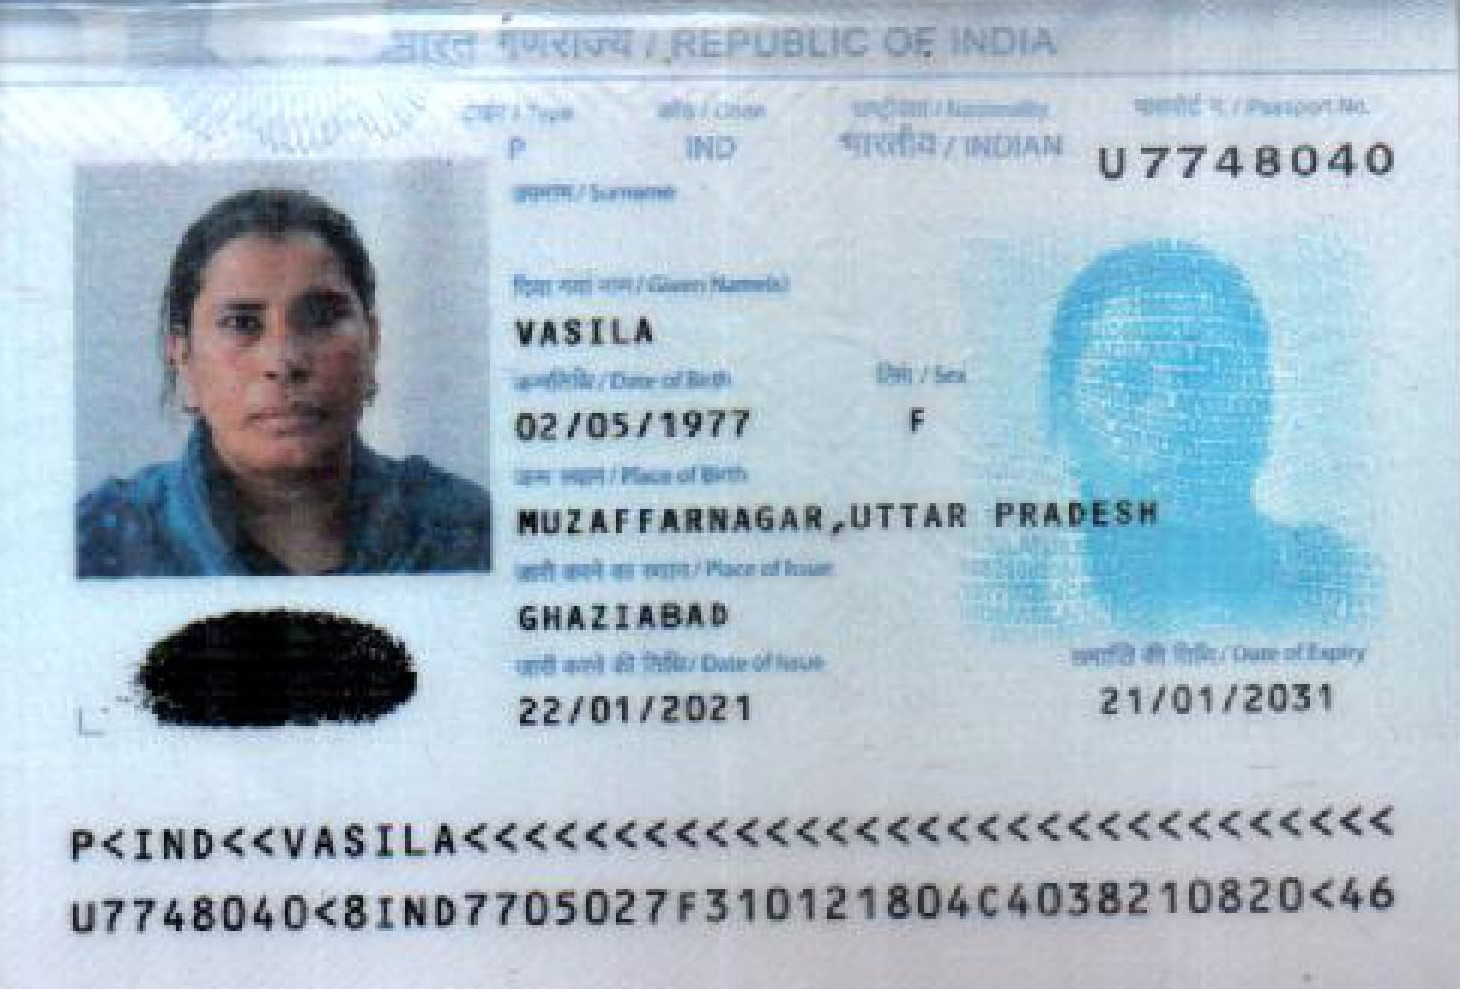 भारत गणराज्य / REPUBLIC OF INDIA
टाइप / Type कोड / Code राष्ट्रीयता / Nationality पासपोर्ट न. / Passport No.
P IND भारतीय / INDIAN U7748040
उपनाम / Surname
दिया गया नाम / Given Name(s)
VASILA
जन्मतिथि / Date of Birth लिंग / Sex
02/05/1977 F
जन्म स्थान / Place of Birth
MUZAFFARNAGAR,UTTAR PRADESH
जारी करने का स्थान / Place of Issue
GHAZIABAD
जारी करने की तिथि / Date of Issue समाप्ति की तिथि / Date of Expiry
22/01/2021 21/01/2031
P<IND<<VASILA<<<<<<<<<<<<<<<<<<<<<<<<<<<<<<<
U7748040<8IND7705027F310121804C4038210820<46